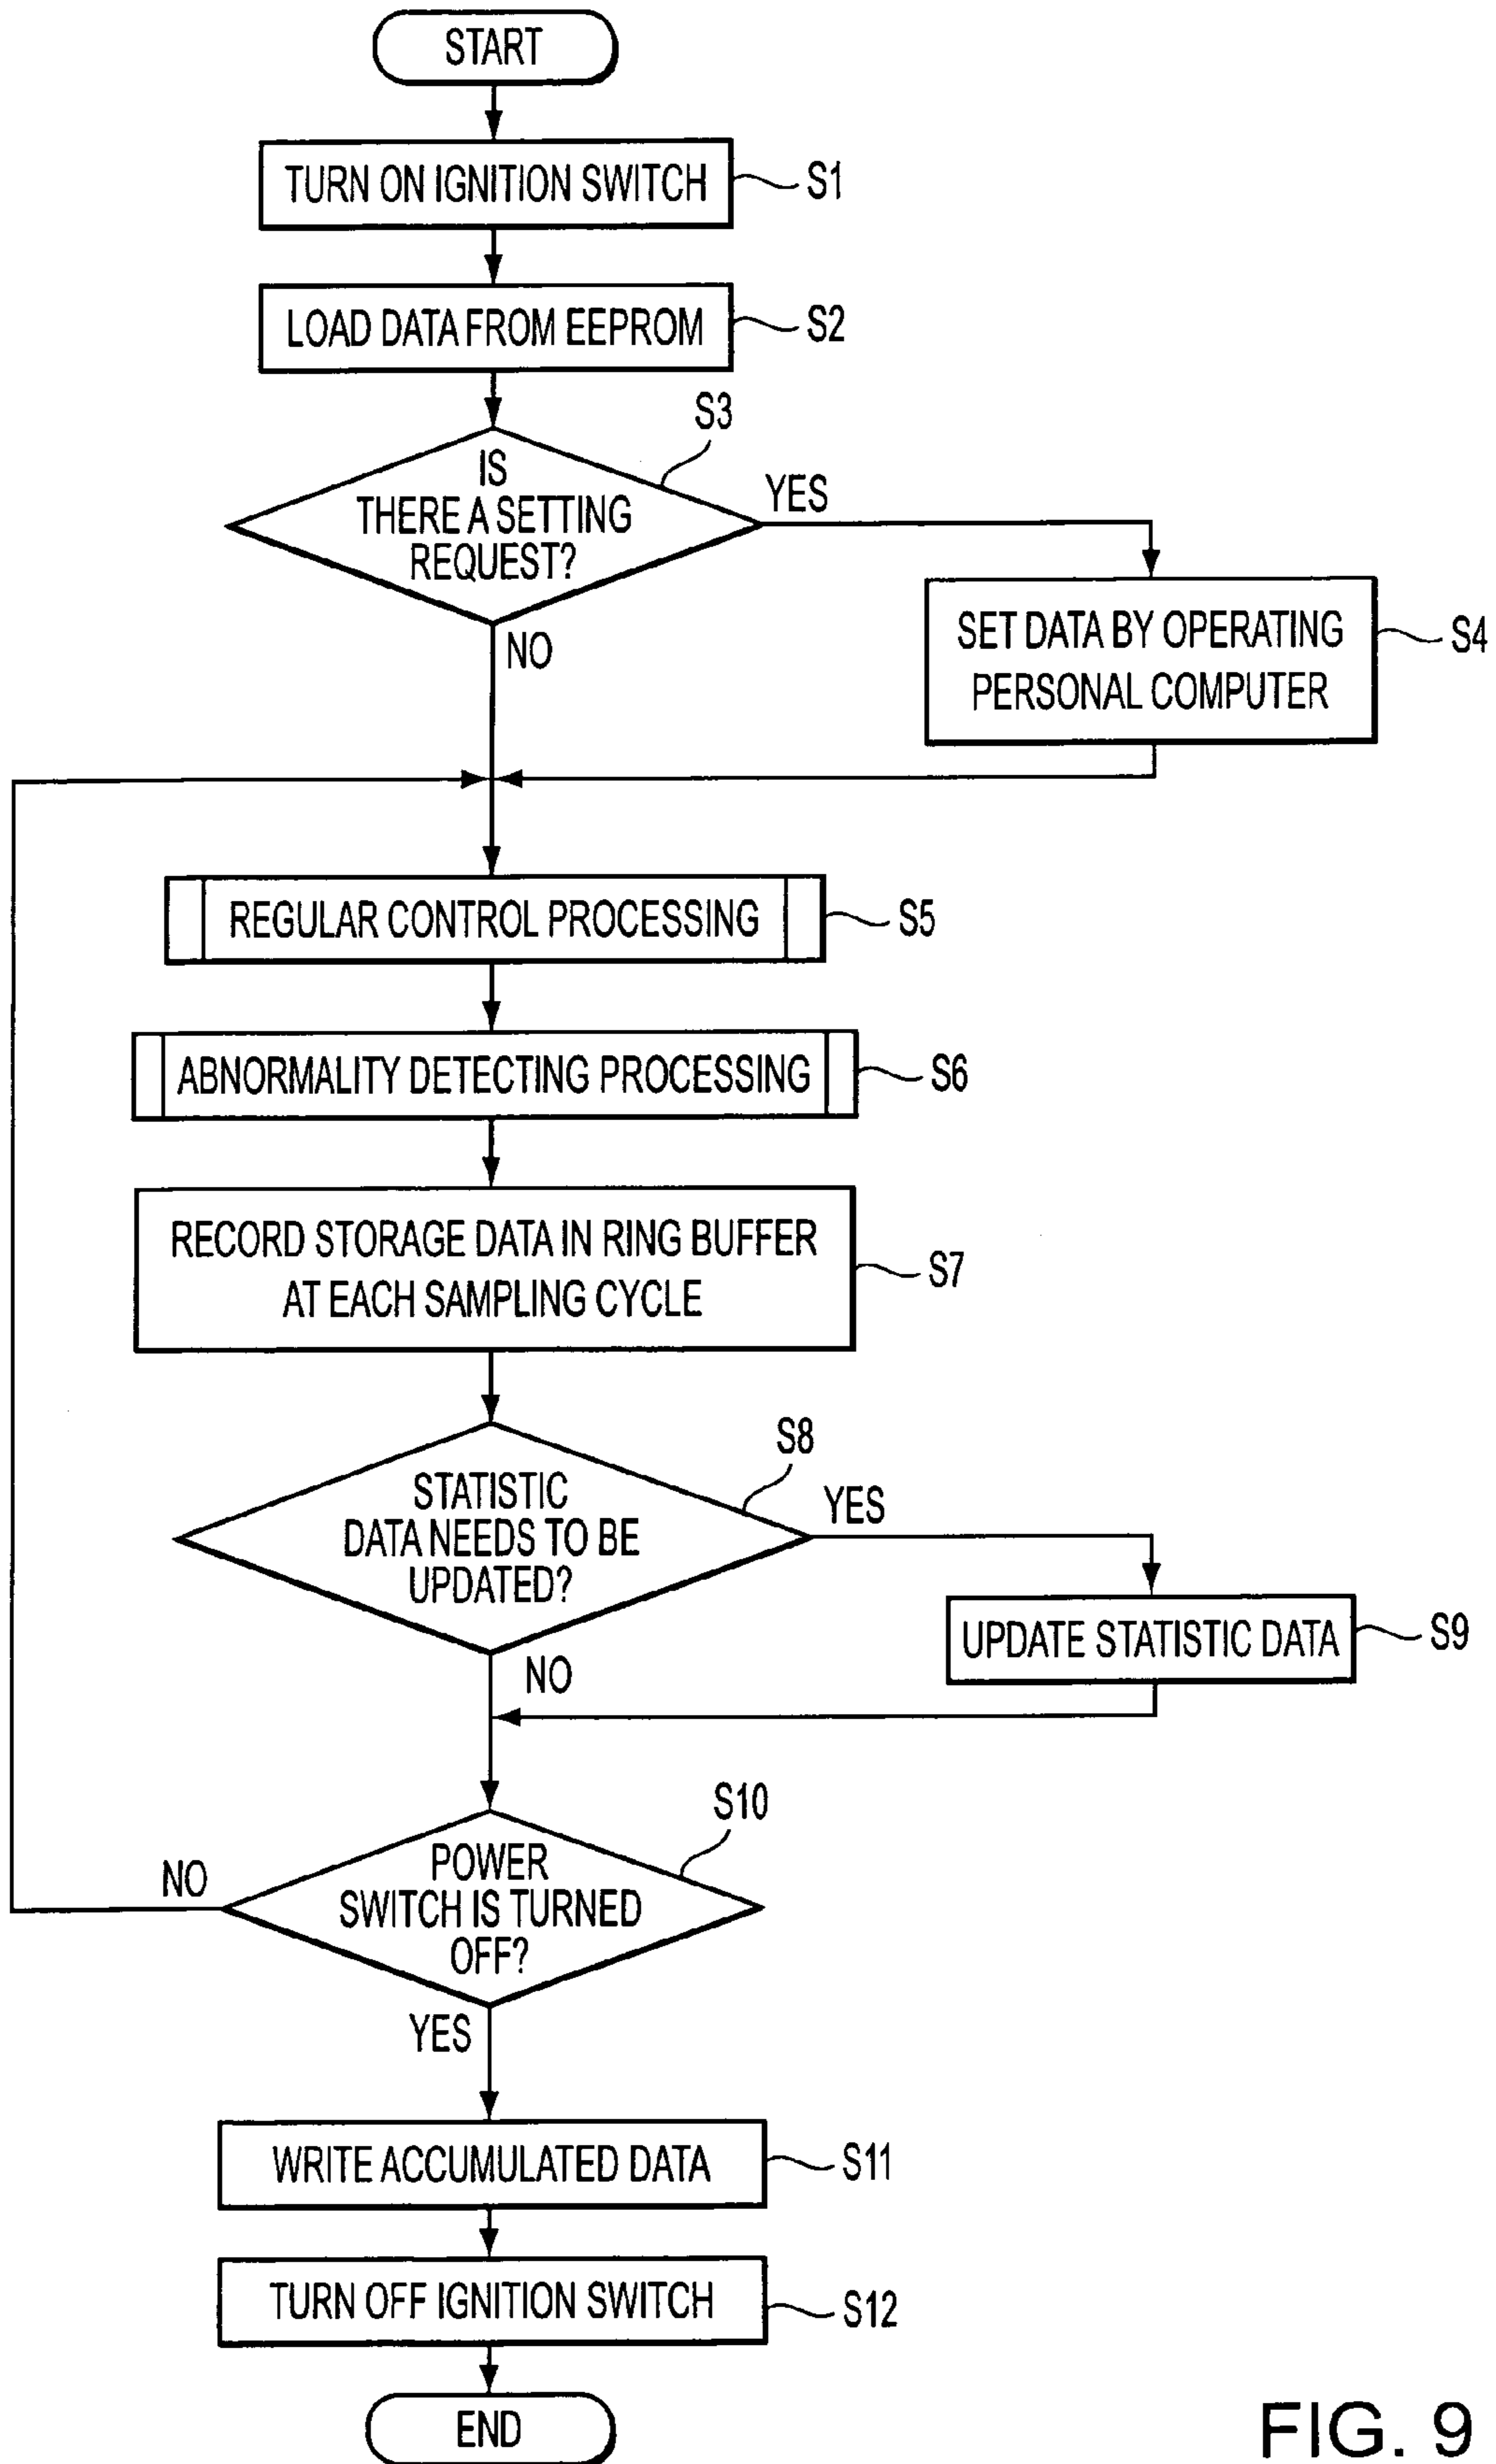 START
TURN ON IGNITION SWITCH
S1
LOAD DATA FROM EEPROM
S2
S3
IS
THERE A SETTING
REQUEST?
YES
NO
SET DATA BY OPERATING
PERSONAL COMPUTER
S4
REGULAR CONTROL PROCESSING
S5
ABNORMALITY DETECTING PROCESSING
S6
RECORD STORAGE DATA IN RING BUFFER
AT EACH SAMPLING CYCLE
S7
S8
STATISTIC
DATA NEEDS TO BE
UPDATED?
YES
NO
UPDATE STATISTIC DATA
S9
S10
POWER
SWITCH IS TURNED
OFF?
NO
YES
WRITE ACCUMULATED DATA
S11
TURN OFF IGNITION SWITCH
S12
END
FIG. 9